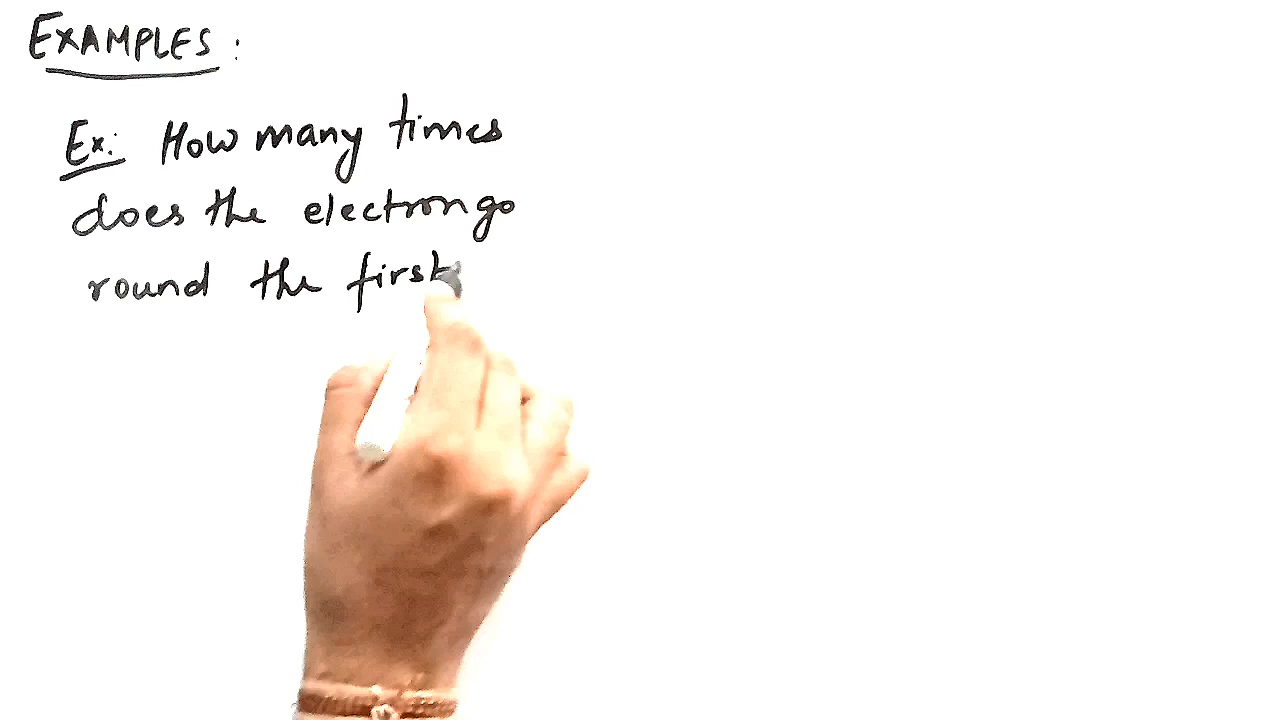 EXAMPLES:
Ex: How many times
does the electron go
round the first